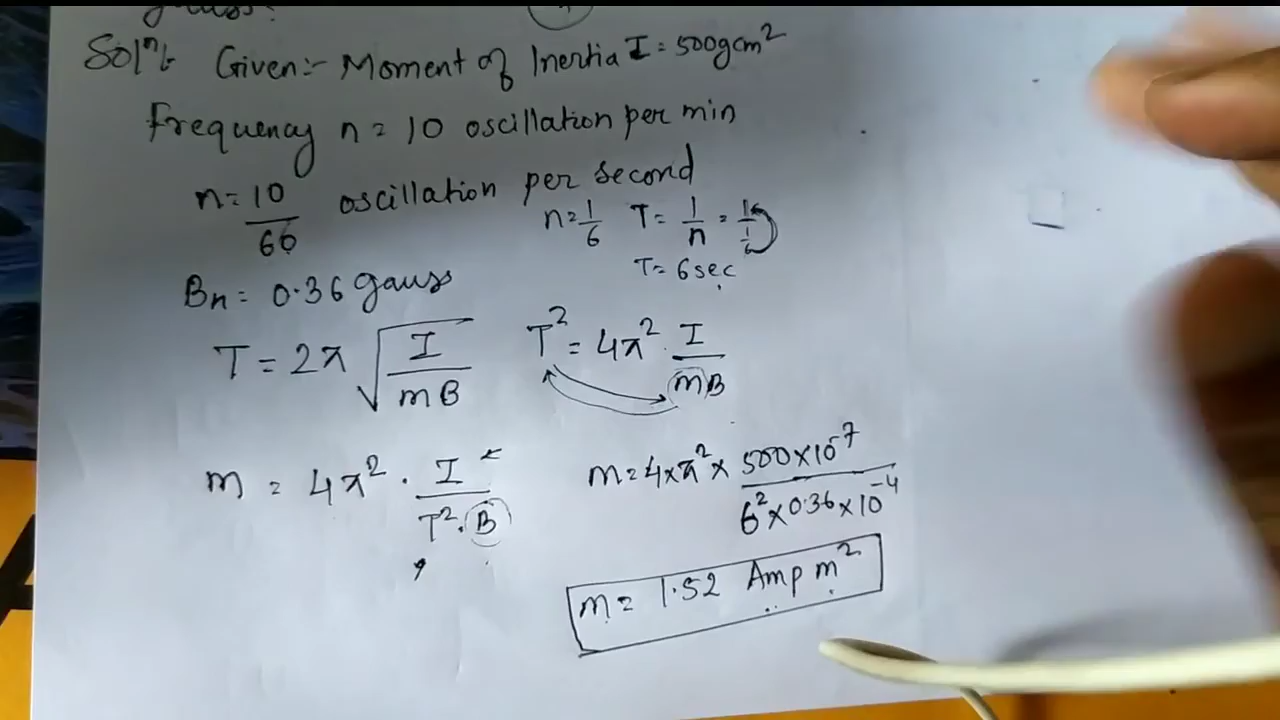 gauss.
Solⁿ:- Given:- Moment of Inertia I = 500gcm²
frequency n = 10 oscillation per min
n = 10/60 oscillation per second
n = 1/6 T = 1/n = 1/(1/6)
T = 6sec
Bn = 0.36 gauss
T = 2π √(I/mB) T² = 4π² . I/mB
m = 4π² . I/T².B m = 4×π² × 500×10⁻⁷/6²×0.36×10⁻⁴
m = 1.52 Amp m²